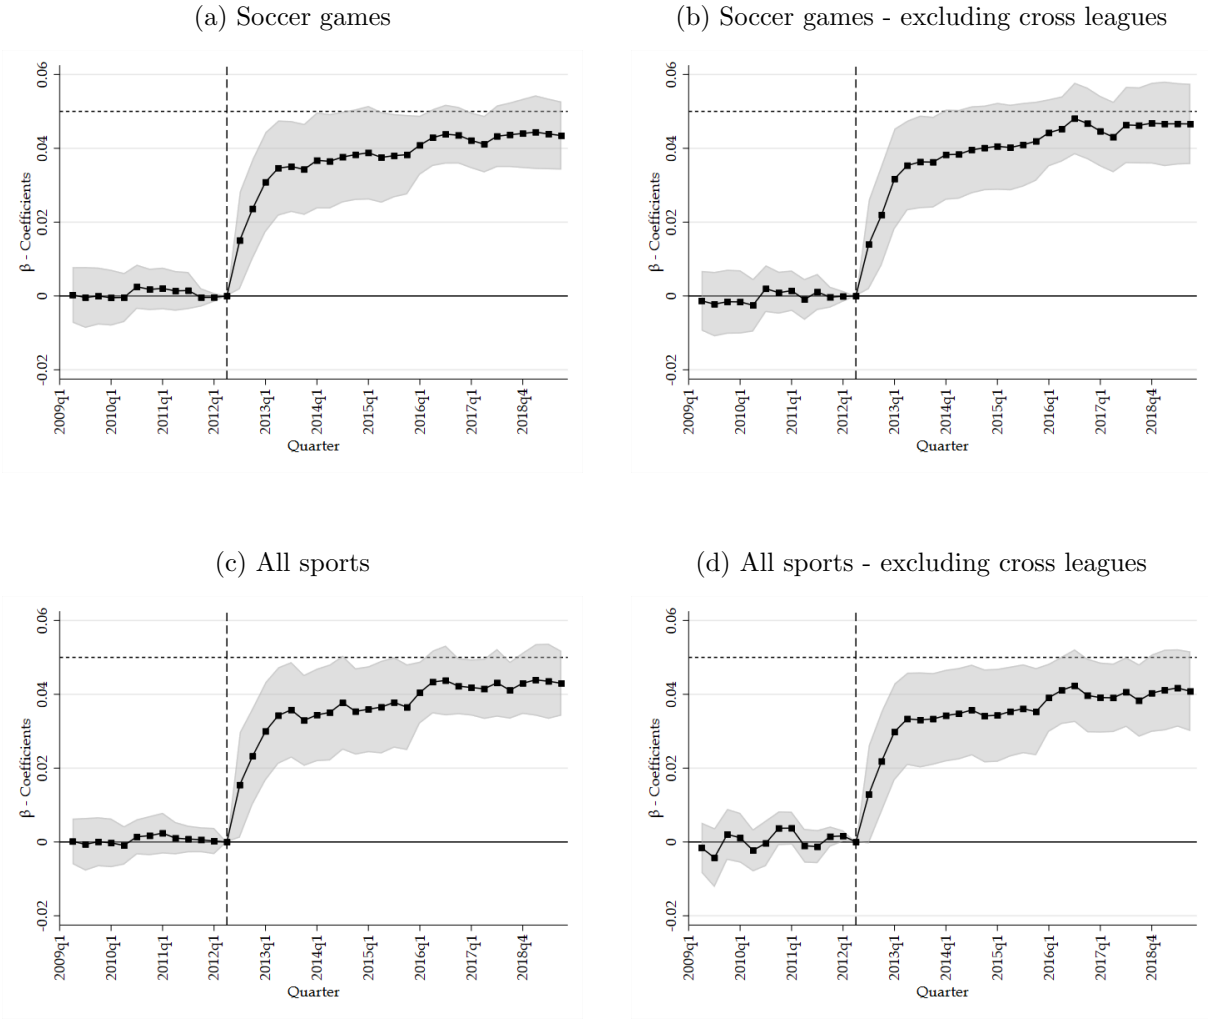 (a) Soccer games
0.06
0.04
0.02
0
-0.02
β - Coefficients
2009q1
2010q1
2011q1
2012q1
2013q1
2014q1
2015q1
2016q1
2017q1
2018q4
Quarter
(b) Soccer games - excluding cross leagues
0.06
0.04
0.02
0
-0.02
β - Coefficients
2009q1
2010q1
2011q1
2012q1
2013q1
2014q1
2015q1
2016q1
2017q1
2018q4
Quarter
(c) All sports
0.06
0.04
0.02
0
-0.02
β - Coefficients
2009q1
2010q1
2011q1
2012q1
2013q1
2014q1
2015q1
2016q1
2017q1
2018q4
Quarter
(d) All sports - excluding cross leagues
0.06
0.04
0.02
0
-0.02
β - Coefficients
2009q1
2010q1
2011q1
2012q1
2013q1
2014q1
2015q1
2016q1
2017q1
2018q4
Quarter